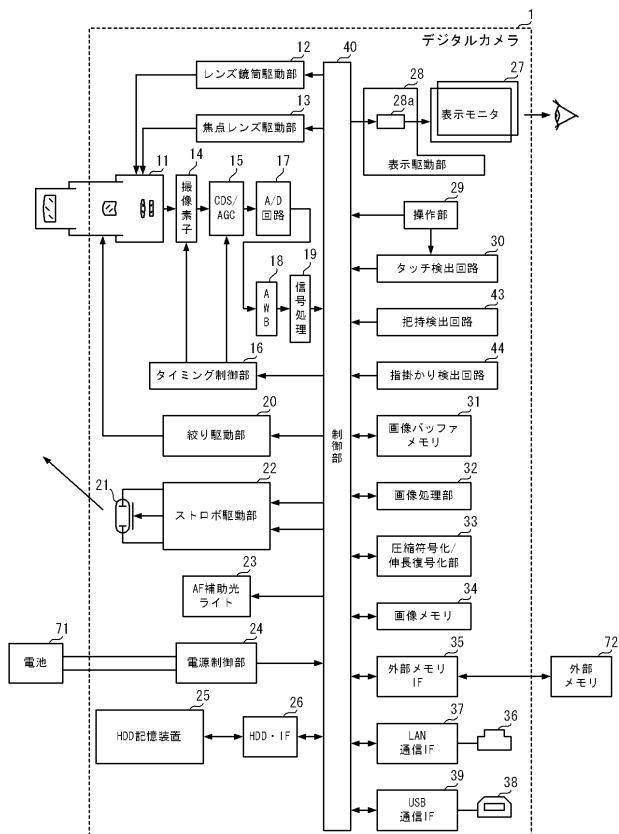 1
デジタルカメラ
12
レンズ鏡筒駆動部
40
28
28a
27
表示モニタ
13
焦点レンズ駆動部
表示駆動部
11
14
撮像素子
15
CDS/
AGC
17
A/D
回路
29
操作部
18
AWB
19
信号処理
30
タッチ検出回路
43
把持検出回路
16
タイミング制御部
44
指掛かり検出回路
20
絞り駆動部
制御部
31
画像バッファ
メモリ
21
22
ストロボ駆動部
32
画像処理部
33
圧縮符号化/
伸長復号化部
23
AF補助光
ライト
34
画像メモリ
71
電池
24
電源制御部
35
外部メモリ
IF
72
外部
メモリ
25
HDD記憶装置
26
HDD・IF
37
LAN
通信IF
36
39
USB
通信IF
38